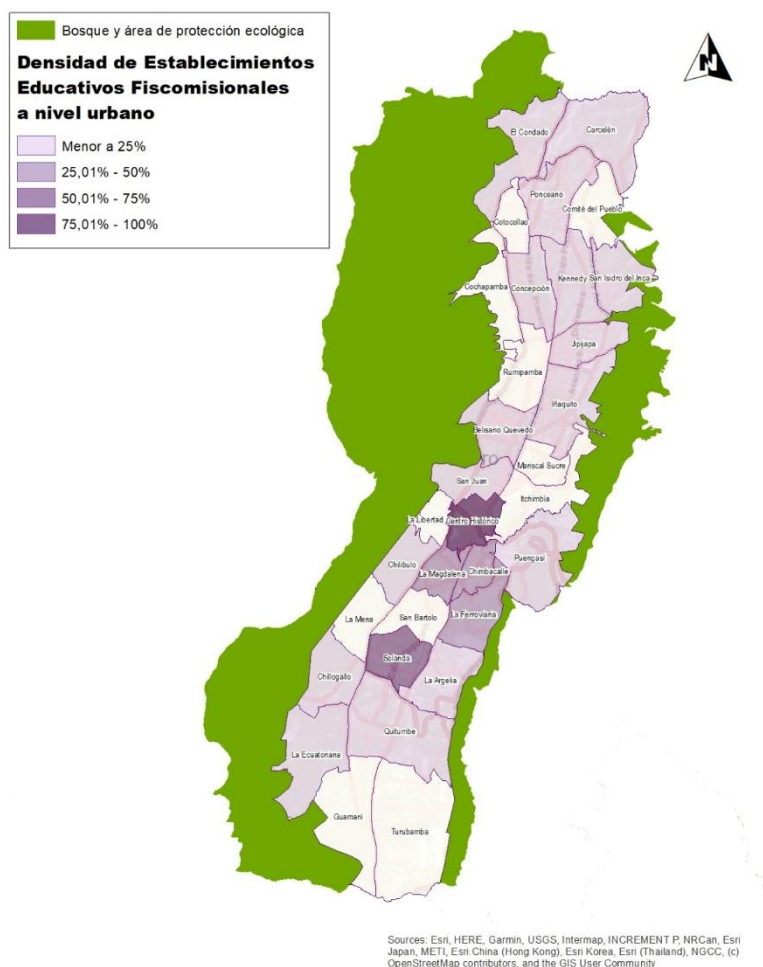 Bosque y área de protección ecológica
Densidad de Establecimientos
Educativos Fiscomisionales
a nivel urbano
Menor a 25%
25,01% - 50%
50,01% - 75%
75,01% - 100%
N
El Condado
Carcelén
Ponceano
Comité del Pueblo
Cotocollao
Cochapamba
Concepción
Kennedy
San Isidro del Inca
Jipijapa
Rumipamba
Iñaquito
Belisario Quevedo
Mariscal Sucre
San Juan
Itchimbía
La Libertad
Centro Histórico
Puengasí
Chilibulo
La Magdalena
Chimbacalle
La Mena
San Bartolo
La Ferroviaria
Solanda
Chillogallo
La Argelia
Quitumbe
La Ecuatoriana
Guamaní
Turubamba
Sources: Esri, HERE, Garmin, USGS, Intermap, INCREMENT P, NRCan, Esri
Japan, METI, Esri China (Hong Kong), Esri Korea, Esri (Thailand), NGCC, (c)
OpenStreetMap contributors, and the GIS User Community